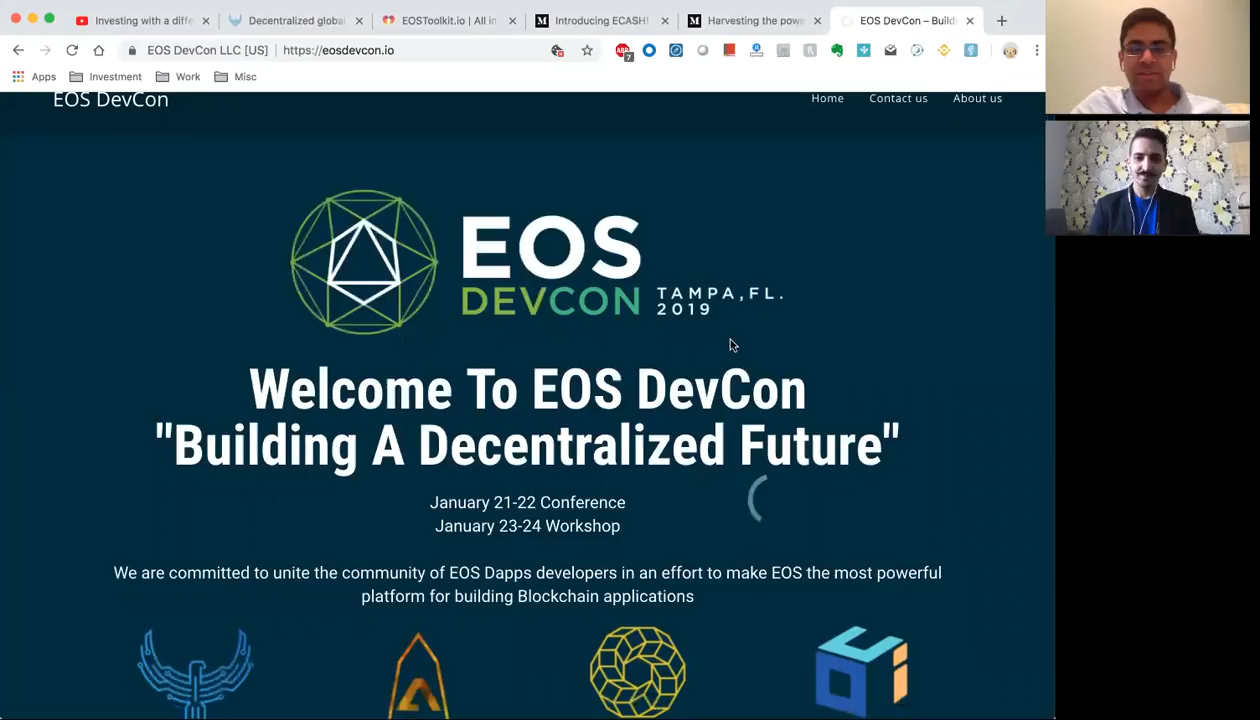 Investing with a diffe
Decentralized global
EOSToolkit.io | All in
Introducing ECASH!
Harvesting the powe
EOS DevCon – Buildi
EOS DevCon LLC [US] | https://eosdevcon.io
ABP
7
Apps
Investment
Work
Misc
EOS DevCon
Home
Contact us
About us
EOS
DEVCON
TAMPA, FL.
2019
Welcome To EOS DevCon
"Building A Decentralized Future"
January 21-22 Conference
January 23-24 Workshop
We are committed to unite the community of EOS Dapps developers in an effort to make EOS the most powerful
platform for building Blockchain applications